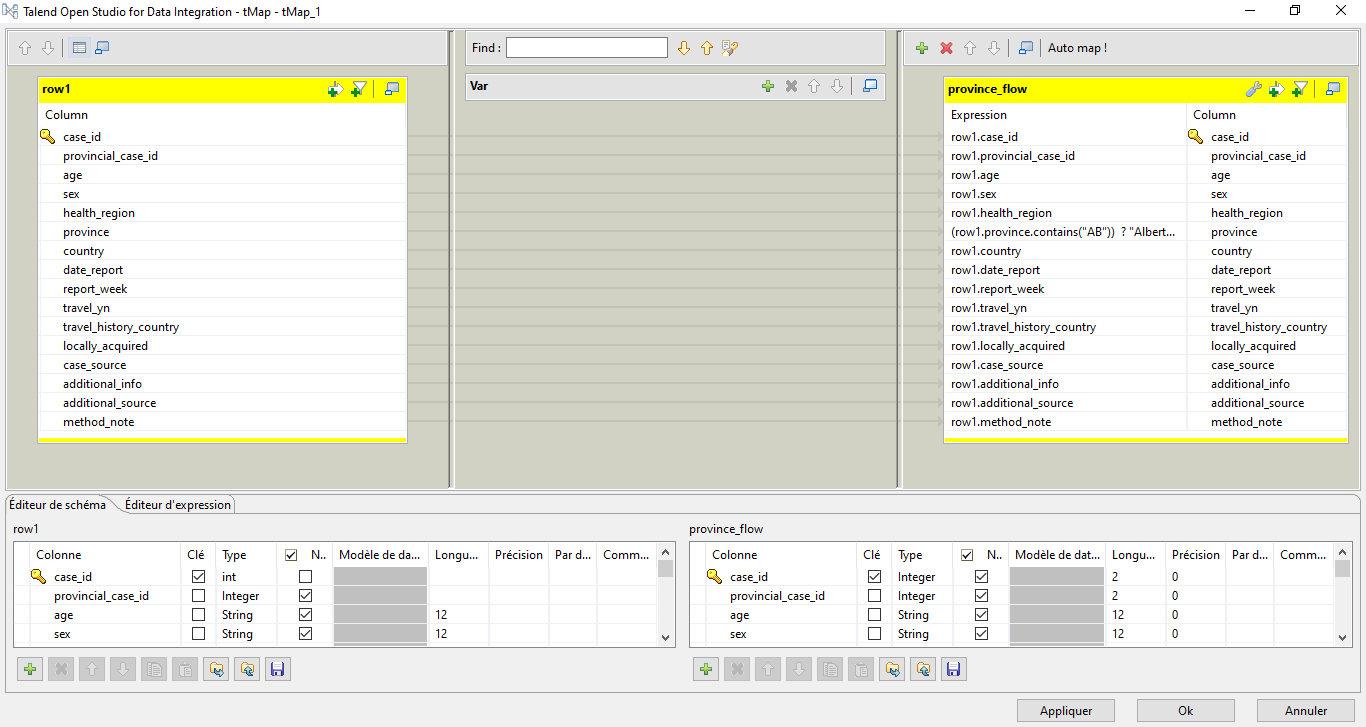 Talend Open Studio for Data Integration - tMap - tMap_1
Find :
Auto map !
row1
Column
case_id
provincial_case_id
age
sex
health_region
province
country
date_report
report_week
travel_yn
travel_history_country
locally_acquired
case_source
additional_info
additional_source
method_note
Var
province_flow
Expression Column
row1.case_id case_id
row1.provincial_case_id provincial_case_id
row1.age age
row1.sex sex
row1.health_region health_region
(row1.province.contains("AB")) ? "Albert... province
row1.country country
row1.date_report date_report
row1.report_week report_week
row1.travel_yn travel_yn
row1.travel_history_country travel_history_country
row1.locally_acquired locally_acquired
row1.case_source case_source
row1.additional_info additional_info
row1.additional_source additional_source
row1.method_note method_note
Éditeur de schéma Éditeur d'expression
row1
Colonne Clé Type N.. Modèle de da... Longu... Précision Par d... Comm...
case_id int
provincial_case_id Integer
age String 12
sex String 12
province_flow
Colonne Clé Type N.. Modèle de dat... Longu... Précision Par d... Comm...
case_id Integer 2 0
provincial_case_id Integer 2 0
age String 12 0
sex String 12 0
Appliquer Ok Annuler